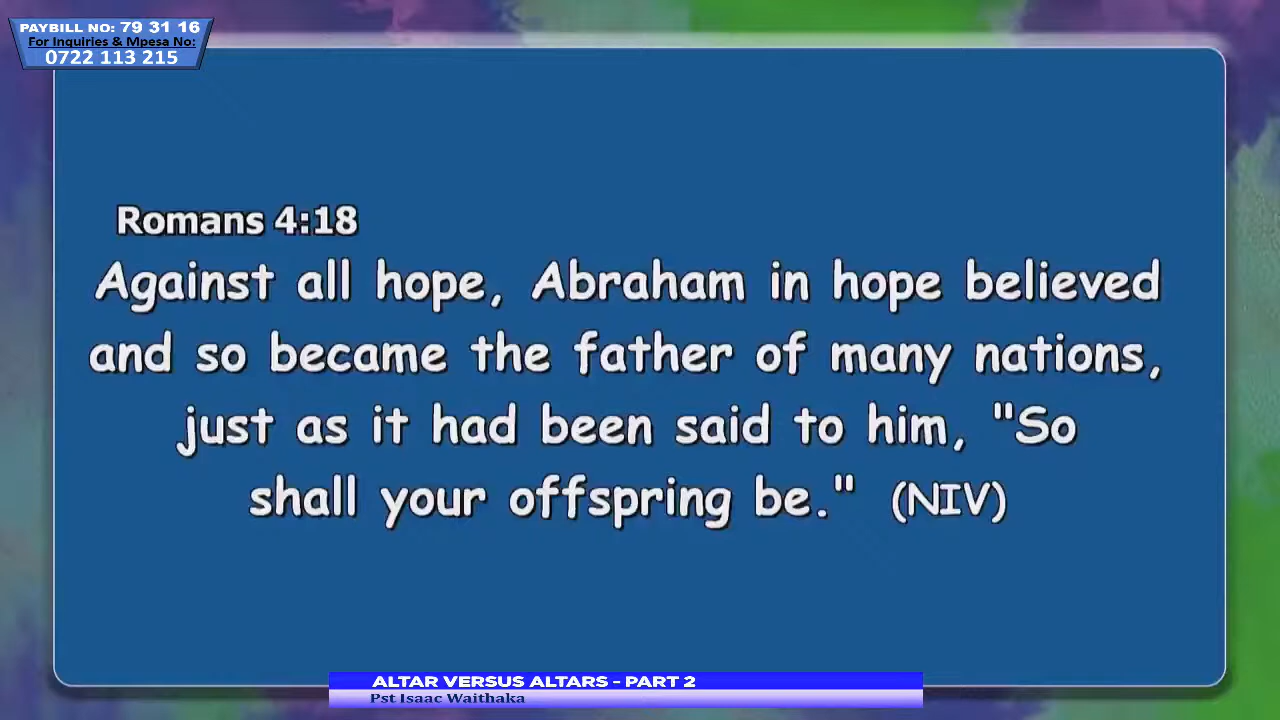 PAYBILL NO: 79 31 16
For Inquiries & Mpesa No:
0722 113 215
Romans 4:18
Against all hope, Abraham in hope believed
and so became the father of many nations,
just as it had been said to him, "So
shall your offspring be." (NIV)
ALTAR VERSUS ALTARS - PART 2
Pst Isaac Waithaka